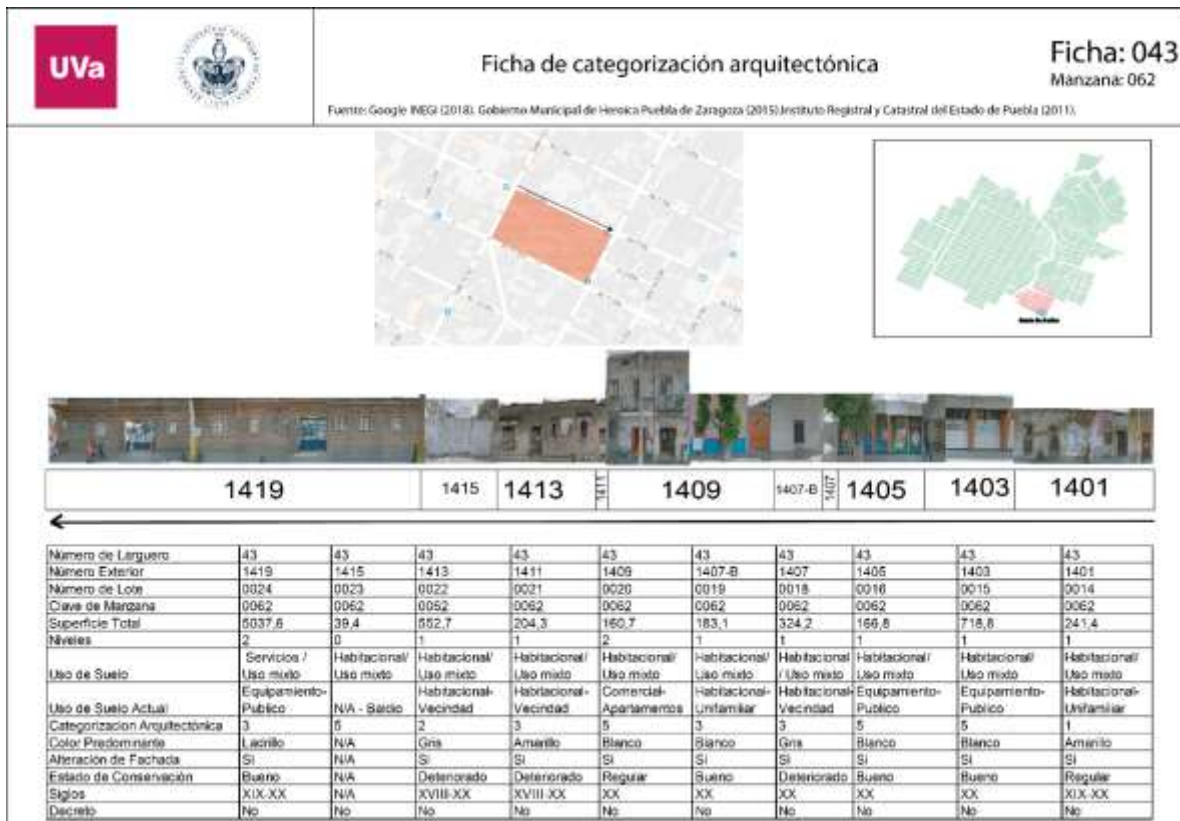 UVa
Ficha de categorización arquitectónica
Ficha: 043
Manzana: 062
Fuente: Google INEGI (2018). Gobierno Municipal de Heroica Puebla de Zaragoza (2015).Instituto Registral y Catastral del Estado de Puebla (2011).
1419 1415 1413 1411 1409 1407-B 1407 1405 1403 1401
Número de Larguero 43 43 43 43 43 43 43 43 43 43
Número Exterior 1419 1415 1413 1411 1409 1407-B 1407 1405 1403 1401
Número de Lote 0024 0023 0022 0021 0020 0019 0018 0016 0015 0014
Clave de Manzana 0062 0062 0052 0062 0062 0062 0062 0062 0062 0062
Superficie Total 5037,6 39,4 552,7 204,3 160,7 183,1 324,2 166,8 718,8 241,4
Niveles 2 0 1 1 2 1 1 1 1 1
Servicios / Habitacional/ Habitacional/ Habitacional/ Habitacional/ Habitacional/ Habitacional Habitacional/ Habitacional/ Habitacional/
Uso de Suelo Uso mixto Uso mixto Uso mixto Uso mixto Uso mixto Uso mixto / Uso mixto Uso mixto Uso mixto Uso mixto
Equipamiento- Habitacional- Habitacional- Comercial- Habitacional- Habitacional- Equipamiento- Equipamiento- Habitacional-
Uso de Suelo Actual Publico N/A - Baldio Vecindad Vecindad Apartamentos Unifamiliar Vecindad Publico Publico Unifamiliar
Categorizacion Arquitectónica 3 5 2 3 5 3 3 5 5 1
Color Predominante Ladrillo N/A Gris Amarillo Blanco Blanco Gris Blanco Blanco Amarillo
Alteración de Fachada Si N/A Si Si Si Si Si Si Si Si
Estado de Conservación Bueno N/A Deteriorado Deteriorado Regular Bueno Deteriorado Bueno Bueno Regular
Siglos XIX-XX N/A XVIII-XX XVIII-XX XX XX XX XX XX XIX-XX
Decreto No No No No No No No No No No